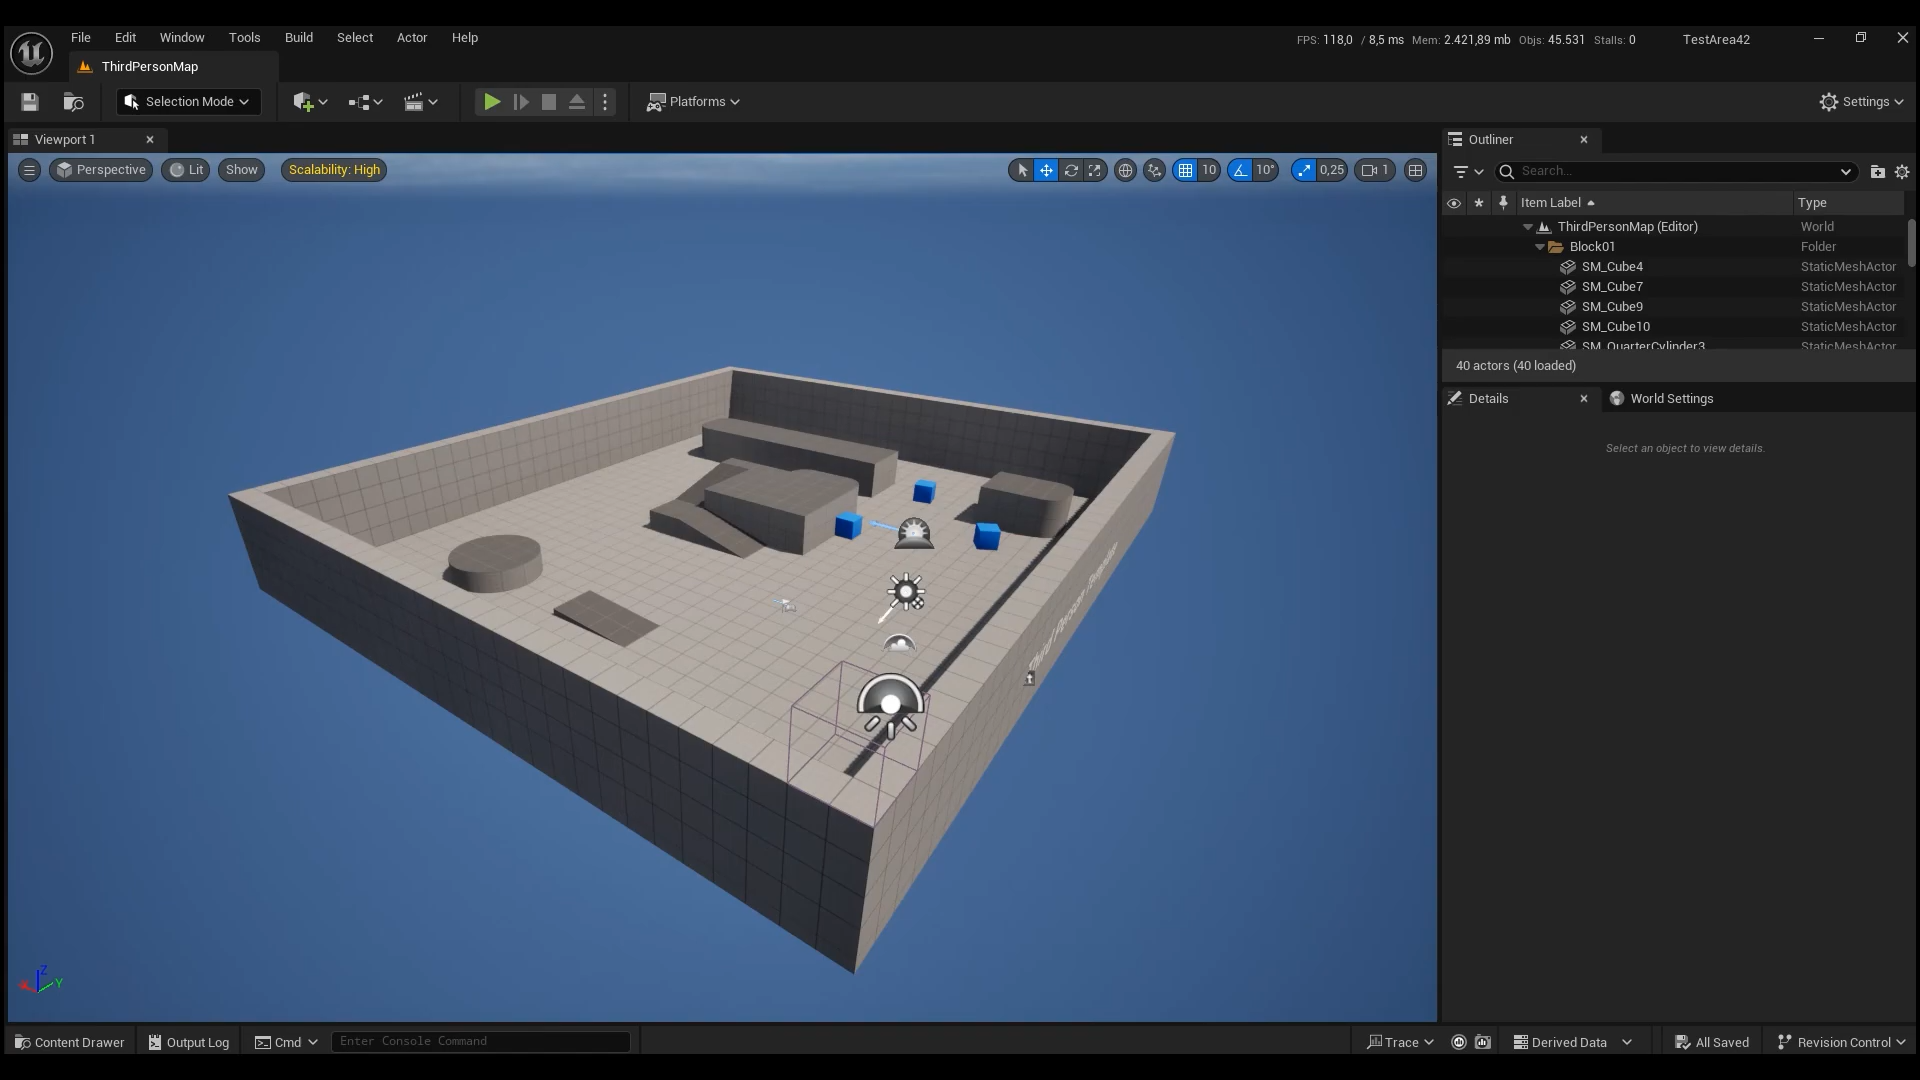 File Edit Window Tools Build Select Actor Help
FPS: 118,0 / 8,5 ms Mem: 2.421,89 mb Objs: 45.531 Stalls: 0 TestArea42
ThirdPersonMap
Selection Mode Platforms Settings
Viewport 1
Outliner
Perspective Lit Show Scalability: High 10 10° 0,25 1
Search...
Item Label Type
ThirdPersonMap (Editor) World
Block01 Folder
SM_Cube4 StaticMeshActor
SM_Cube7 StaticMeshActor
SM_Cube9 StaticMeshActor
SM_Cube10 StaticMeshActor
SM_QuarterCylinder3 StaticMeshActor
40 actors (40 loaded)
Details World Settings
Select an object to view details.
Third Person Template
Z
X Y
Content Drawer Output Log Cmd Enter Console Command Trace Derived Data All Saved Revision Control